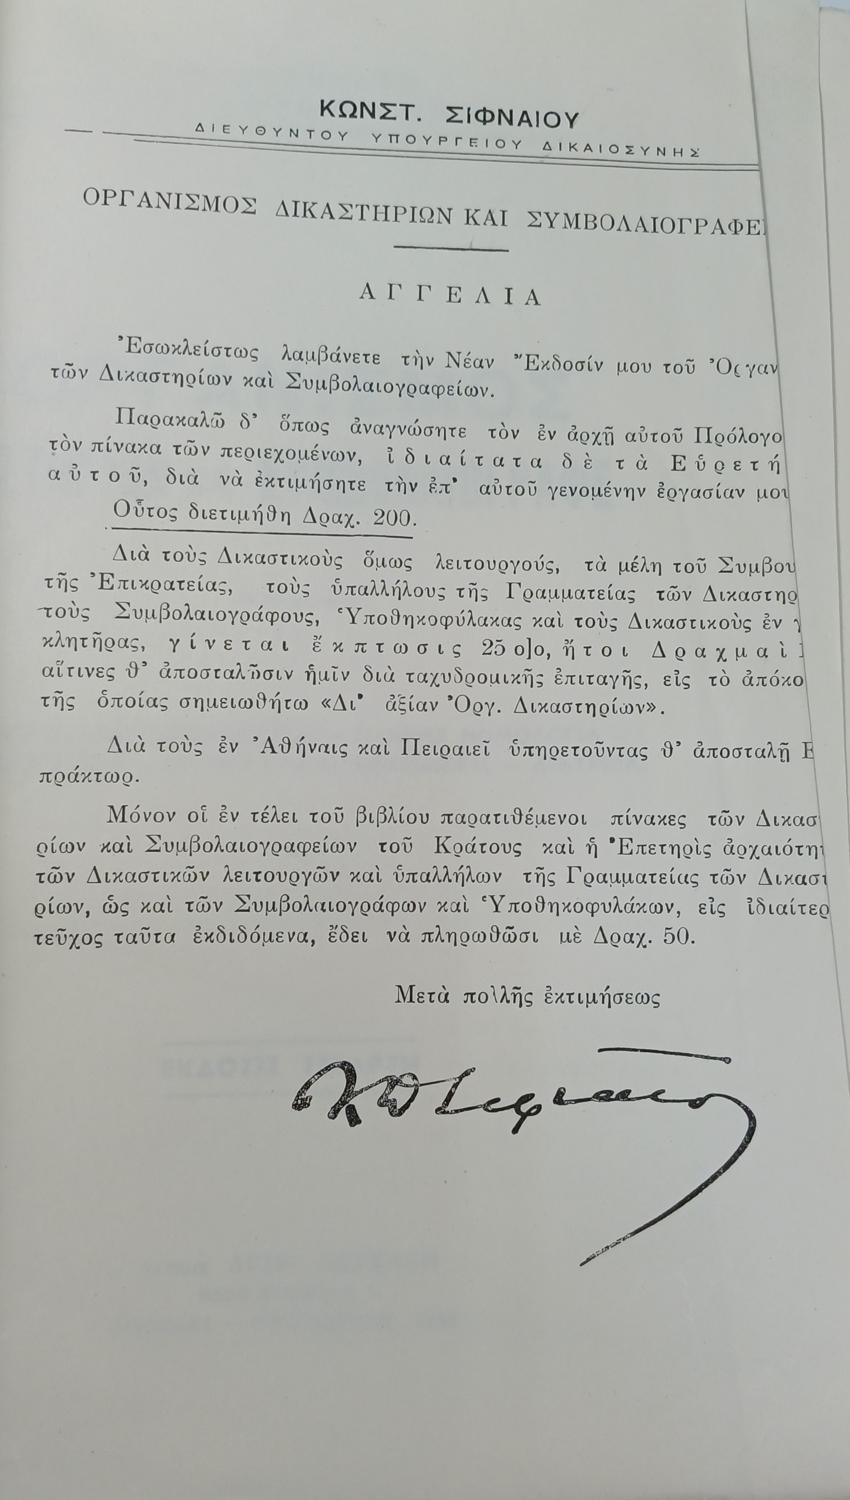 ΚΩΝΣΤ. ΣΙΦΝΑΙΟΥ
ΔΙΕΥΘΥΝΤΟΥ ΥΠΟΥΡΓΕΙΟΥ ΔΙΚΑΙΟΣΥΝΗΣ
ΟΡΓΑΝΙΣΜΟΣ ΔΙΚΑΣΤΗΡΙΩΝ ΚΑΙ ΣΥΜΒΟΛΑΙΟΓΡΑΦΕ
ΑΓΓΕΛΙΑ
Ἐσωκλείστως λαμβάνετε τὴν Νέαν Ἔκδοσίν μου τοῦ Ὀργαν
τῶν Δικαστηρίων καὶ Συμβολαιογραφείων.
Παρακαλῶ δ' ὅπως ἀναγνώσητε τὸν ἐν ἀρχῇ αὐτοῦ Πρόλογο
τὸν πίνακα τῶν περιεχομένων, ἰδιαίτατα δὲ τὰ Εὑρετή
αὐτοῦ, διὰ νὰ ἐκτιμήσητε τὴν ἐπ' αὐτοῦ γενομένην ἐργασίαν μου
Οὗτος διετιμήθη Δραχ. 200.
Διὰ τοὺς Δικαστικοὺς ὅμως λειτουργούς, τὰ μέλη τοῦ Συμβου
τῆς Ἐπικρατείας, τοὺς ὑπαλλήλους τῆς Γραμματείας τῶν Δικαστηρ
τοὺς Συμβολαιογράφους, Ὑποθηκοφύλακας καὶ τοὺς Δικαστικοὺς ἐν
κλητῆρας, γίνεται ἔκπτωσις 25 ο]ο, ἤτοι Δραχμαὶ
αἵτινες θ' ἀποσταλῶσιν ἡμῖν διὰ ταχυδρομικῆς ἐπιταγῆς, εἰς τὸ ἀπόκο
τῆς ὁποίας σημειωθήτω «Δι' ἀξίαν Ὀργ. Δικαστηρίων».
Διὰ τοὺς ἐν Ἀθήναις καὶ Πειραιεῖ ὑπηρετοῦντας θ' ἀποσταλῇ Ε
πράκτωρ.
Μόνον οἱ ἐν τέλει τοῦ βιβλίου παρατιθέμενοι πίνακες τῶν Δικασ
ρίων καὶ Συμβολαιογραφείων τοῦ Κράτους καὶ ἡ Ἐπετηρὶς ἀρχαιότη
τῶν Δικαστικῶν λειτουργῶν καὶ ὑπαλλήλων τῆς Γραμματείας τῶν Δικασ
ρίων, ὡς καὶ τῶν Συμβολαιογράφων καὶ Ὑποθηκοφυλάκων, εἰς ἰδιαίτερ
τεῦχος ταῦτα ἐκδιδόμενα, ἔδει νὰ πληρωθῶσι μὲ Δραχ. 50.
Μετὰ πολλῆς ἐκτιμήσεως